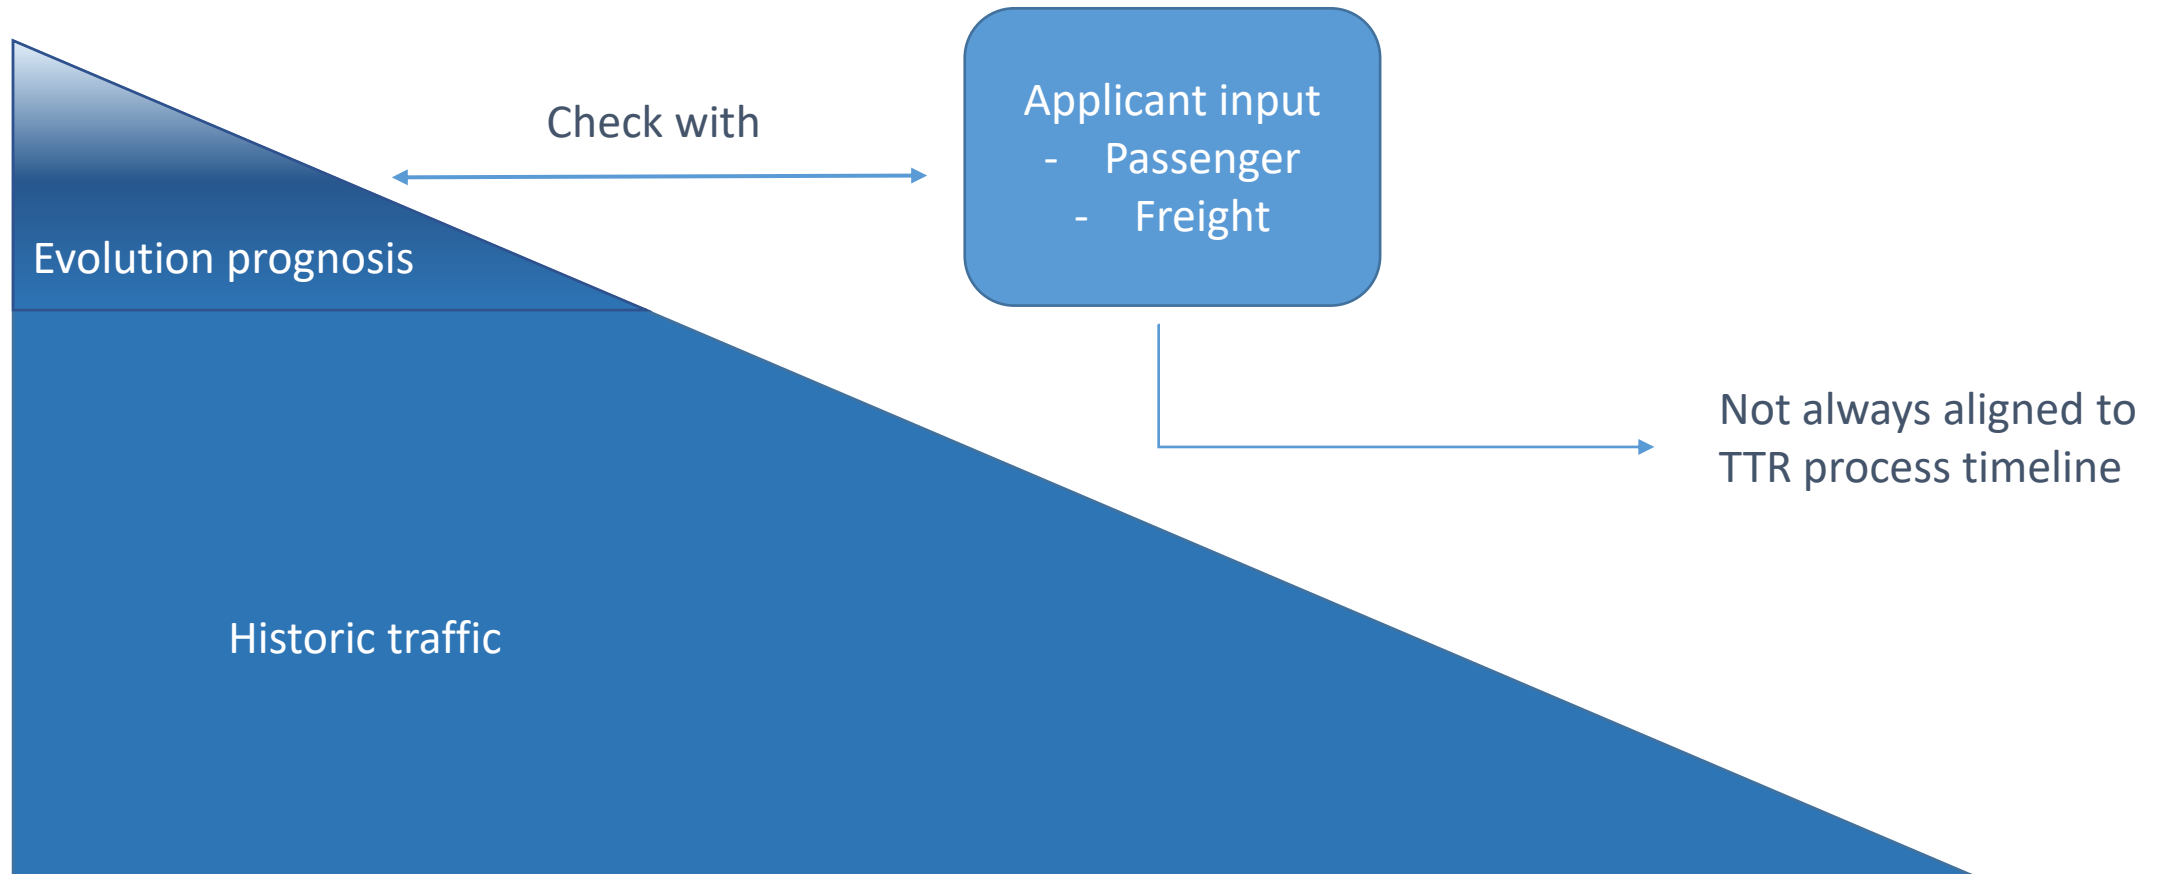 Check with
Applicant input
- Passenger
- Freight
Evolution prognosis
Not always aligned to
TTR process timeline
Historic traffic